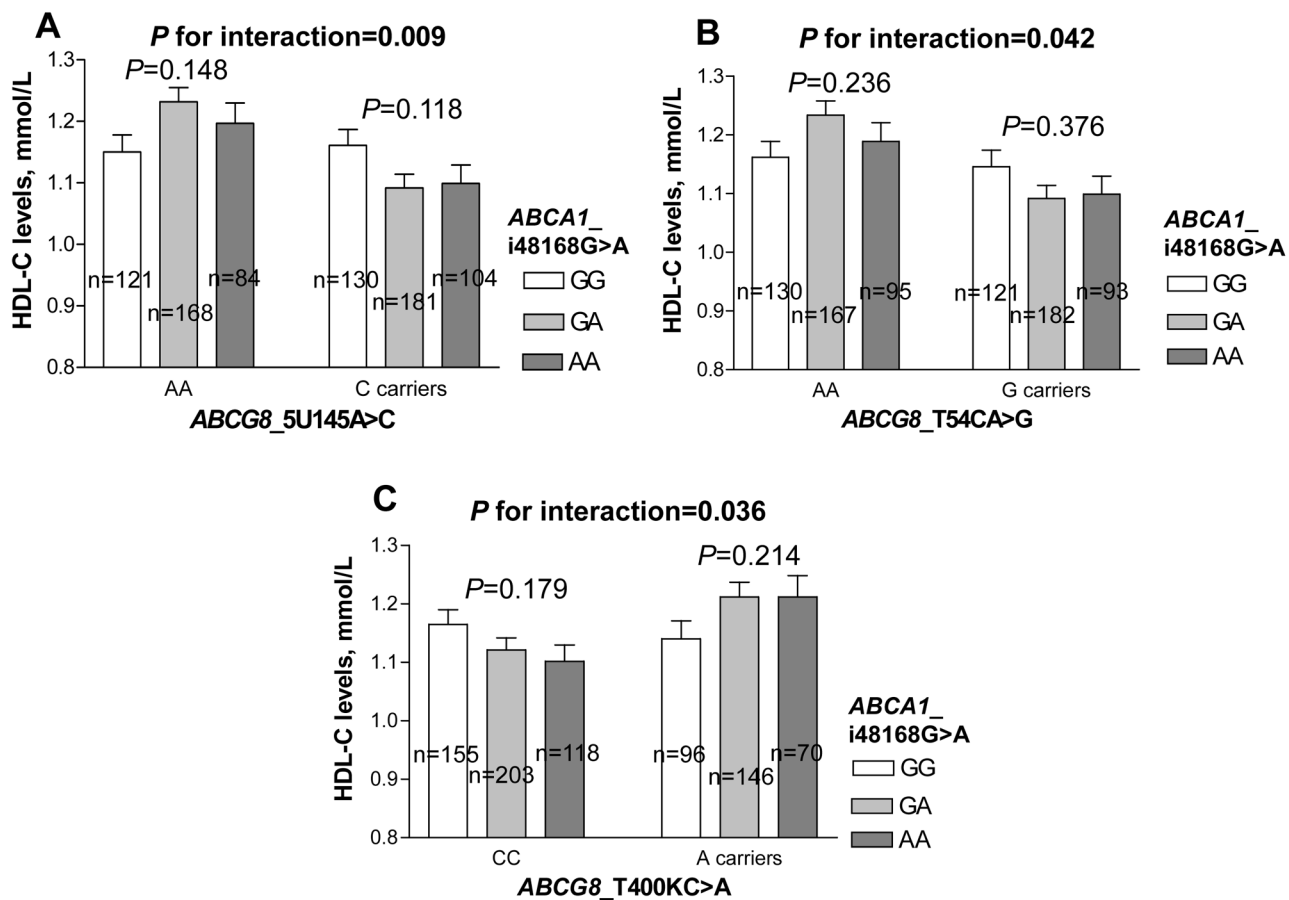 A
P for interaction=0.009
HDL-C levels, mmol/L
1.3
1.2
1.1
1.0
0.9
0.8
P=0.148
P=0.118
n=121
n=168
n=84
n=130
n=181
n=104
AA
C carriers
ABCG8_5U145A>C
ABCA1_
i48168G>A
GG
GA
AA
B
P for interaction=0.042
HDL-C levels, mmol/L
1.3
1.2
1.1
1.0
0.9
0.8
P=0.236
P=0.376
n=130
n=167
n=95
n=121
n=182
n=93
AA
G carriers
ABCG8_T54CA>G
ABCA1_
i48168G>A
GG
GA
AA
C
P for interaction=0.036
HDL-C levels, mmol/L
1.3
1.2
1.1
1.0
0.9
0.8
P=0.179
P=0.214
n=155
n=203
n=118
n=96
n=146
n=70
CC
A carriers
ABCG8_T400KC>A
ABCA1_
i48168G>A
GG
GA
AA